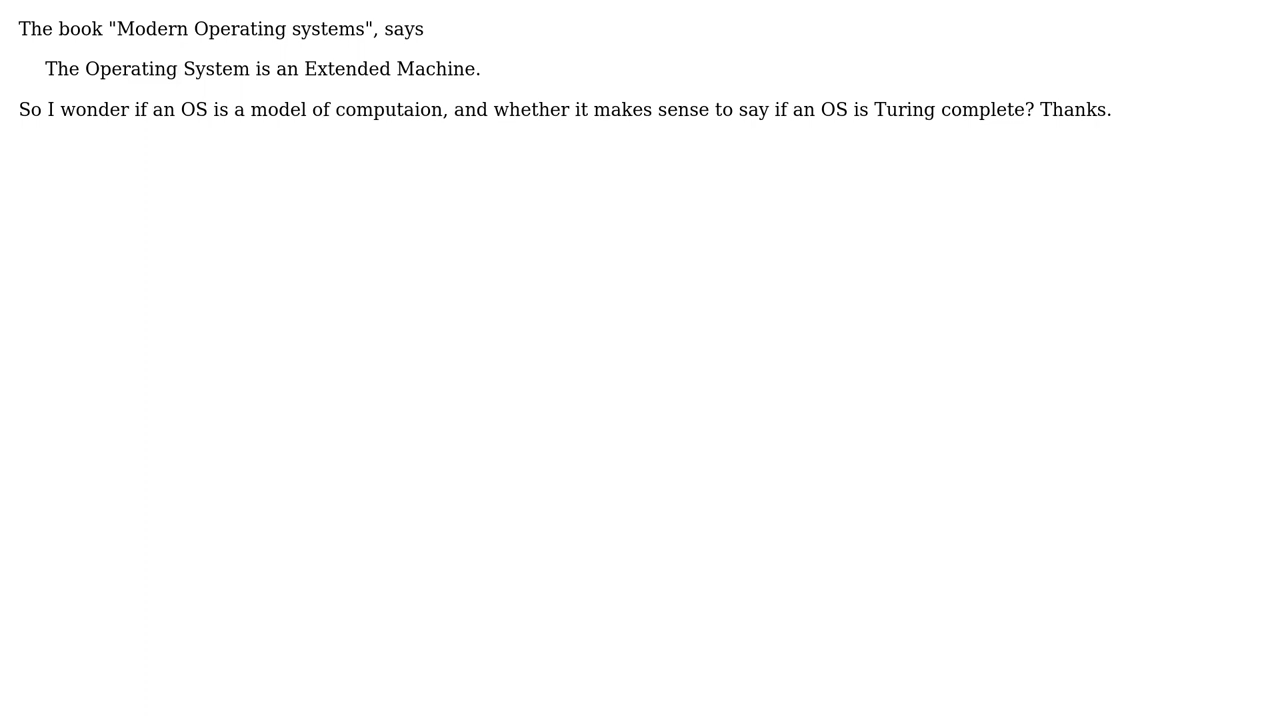 The book "Modern Operating systems", says
The Operating System is an Extended Machine.
So I wonder if an OS is a model of computaion, and whether it makes sense to say if an OS is Turing complete? Thanks.